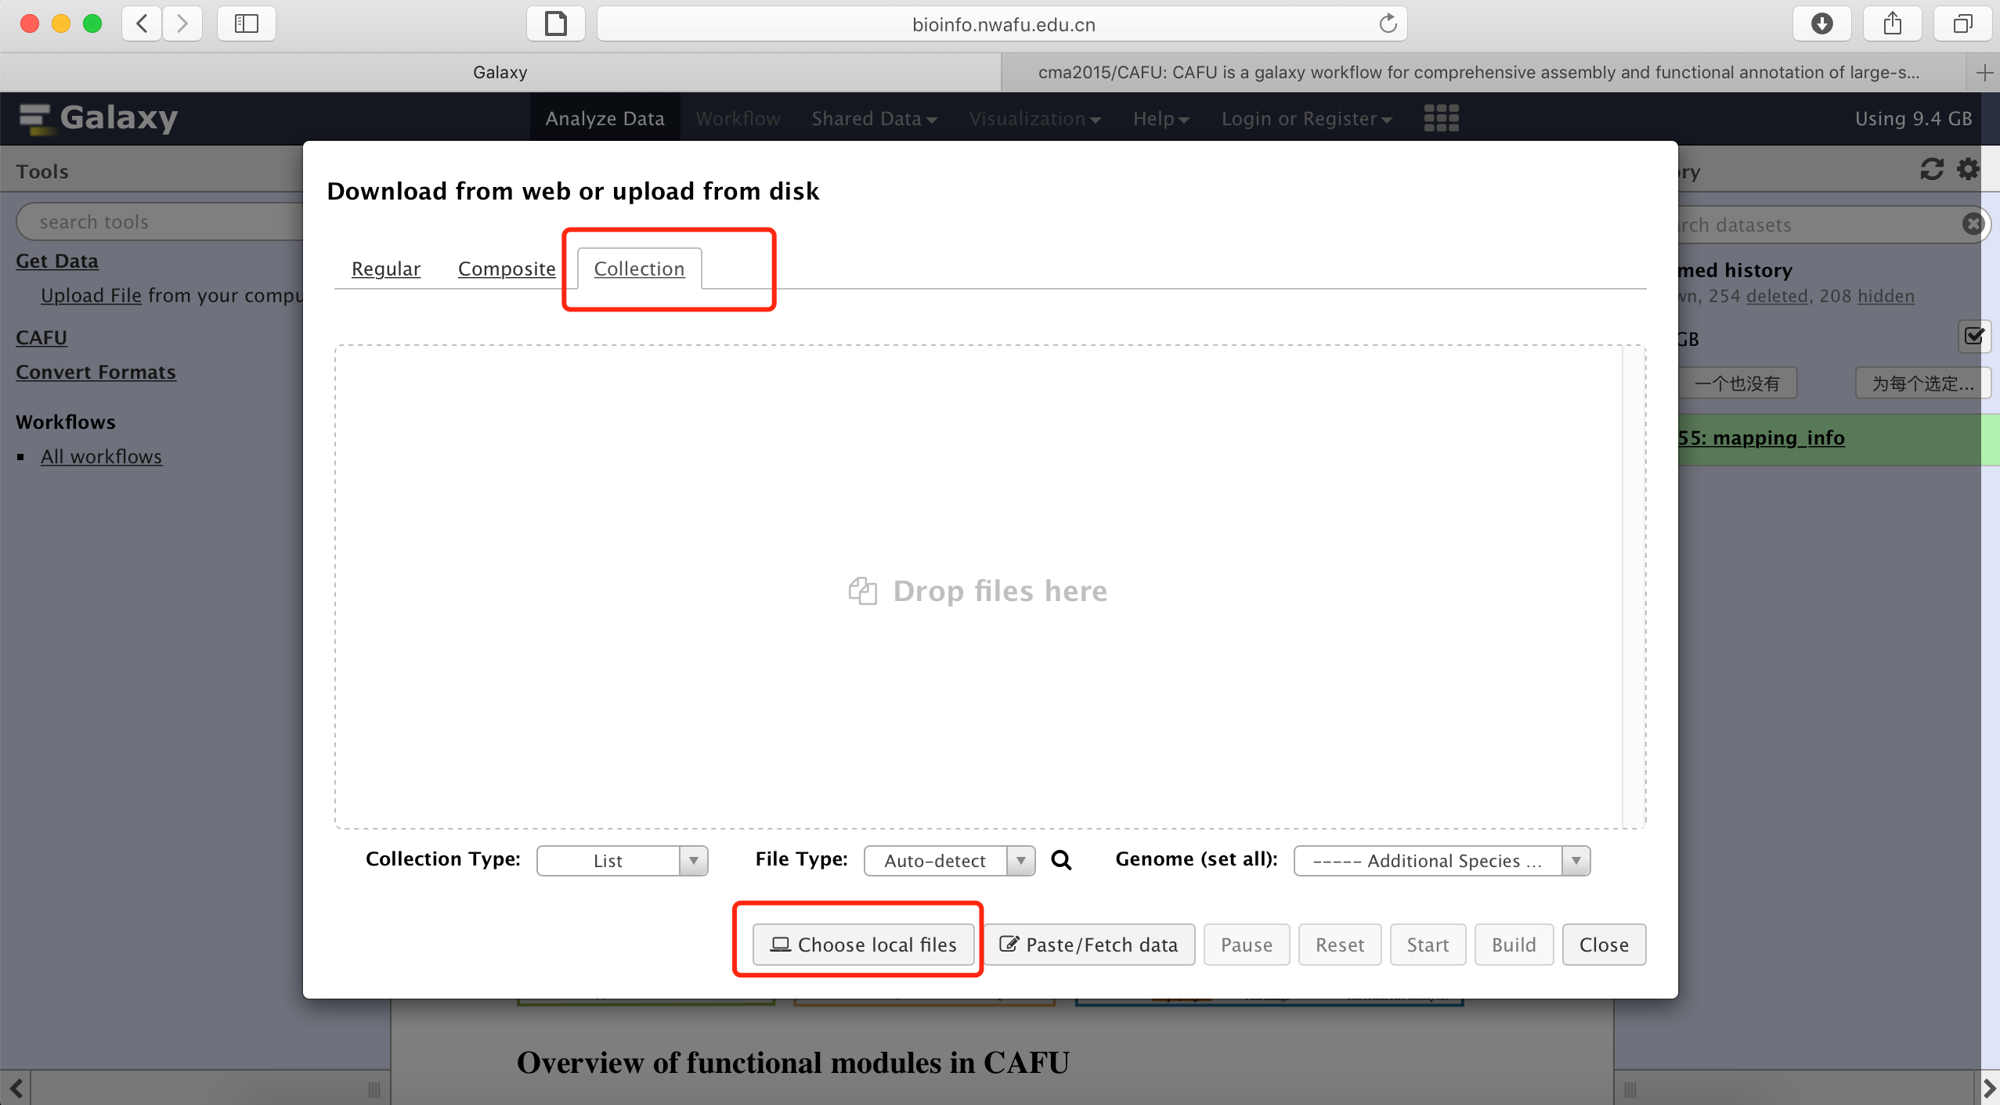 bioinfo.nwafu.edu.cn
Galaxy
cma2015/CAFU: CAFU is a galaxy workflow for comprehensive assembly and functional annotation of large-s...
Galaxy
Analyze Data
Workflow
Shared Data
Visualization
Help
Login or Register
Using 9.4 GB
Tools
search tools
Get Data
Upload File from your compu
CAFU
Convert Formats
Workflows
All workflows
Download from web or upload from disk
Regular
Composite
Collection
Drop files here
Collection Type:
List
File Type:
Auto-detect
Genome (set all):
----- Additional Species ...
Choose local files
Paste/Fetch data
Pause
Reset
Start
Build
Close
ry
rch datasets
med history
wn, 254 deleted, 208 hidden
GB
一个也没有
为每个选定...
55: mapping_info
Overview of functional modules in CAFU